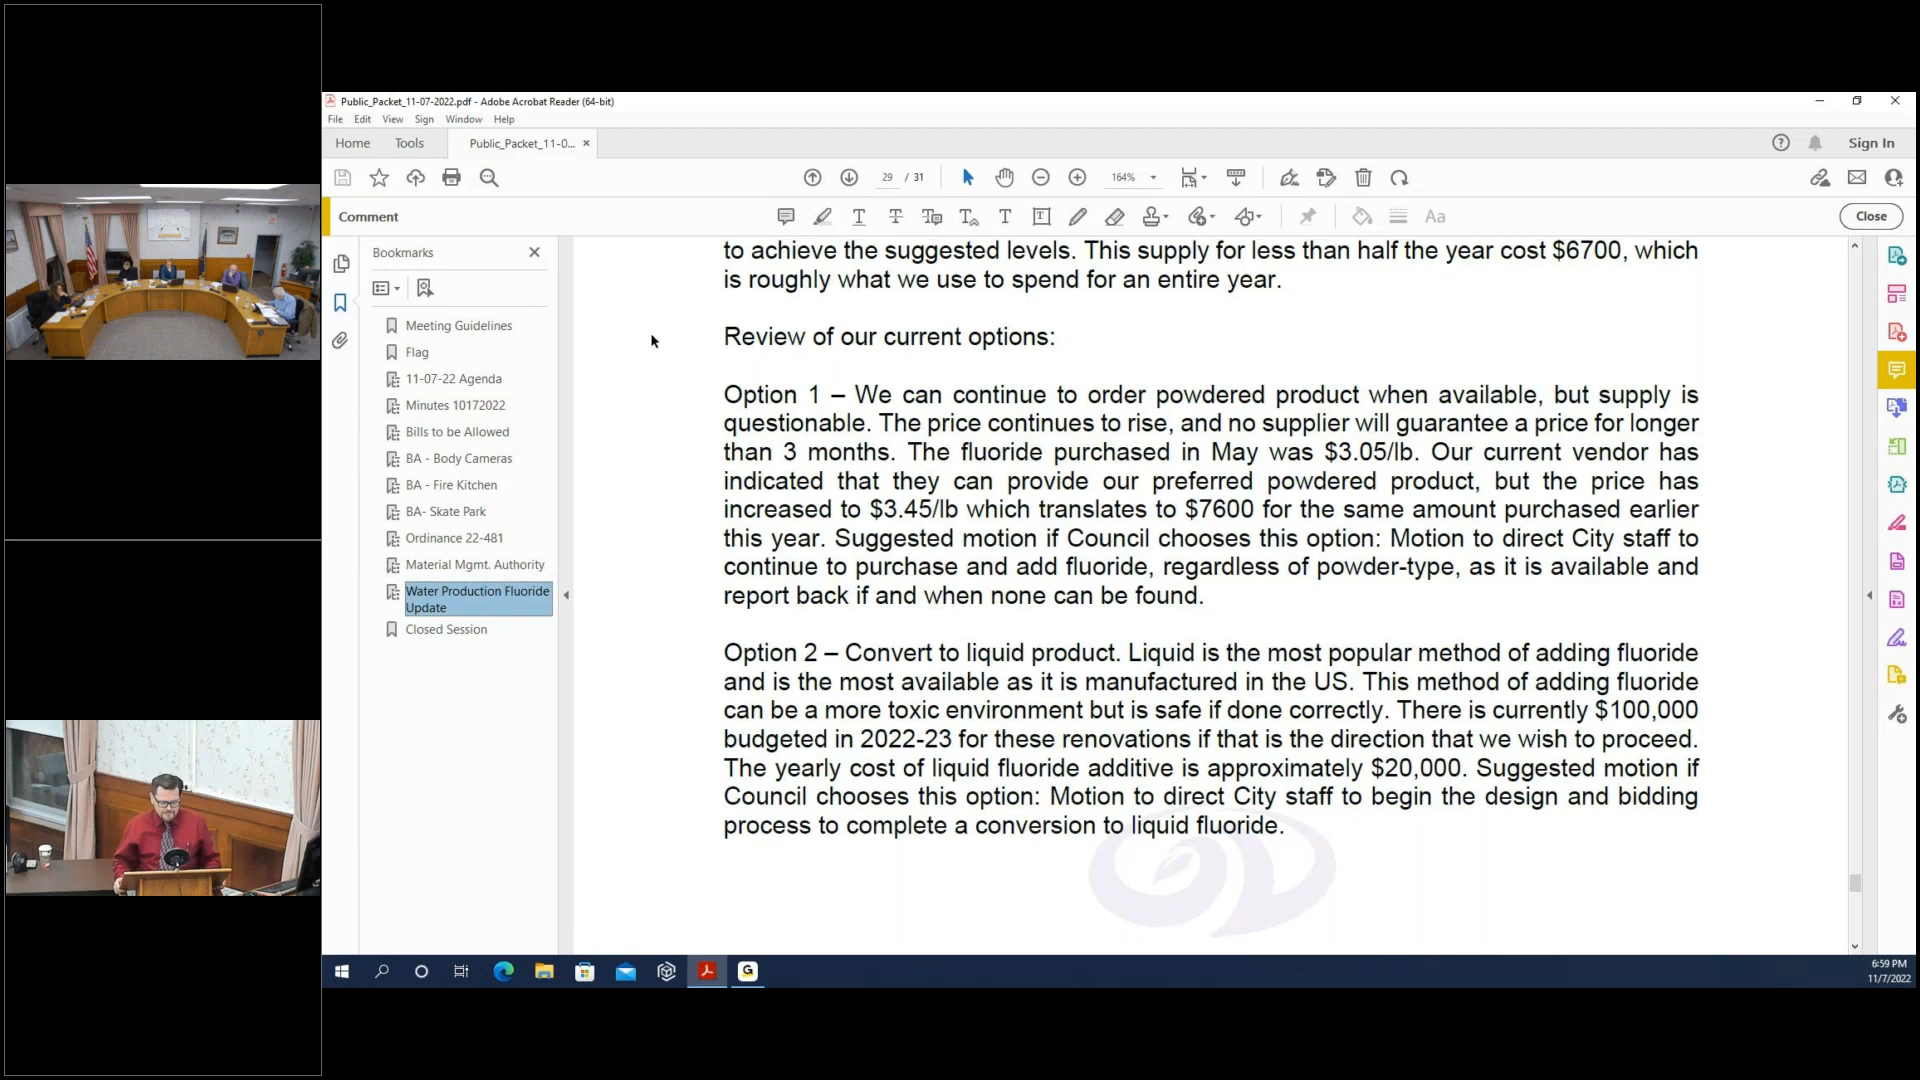 Public_Packet_11-07-2022.pdf - Adobe Acrobat Reader (64-bit)
File Edit View Sign Window Help
Home Tools Public_Packet_11-0... Sign In
29 / 31 164%
Comment Aa Close
Bookmarks
Meeting Guidelines
Flag
11-07-22 Agenda
Minutes 10172022
Bills to be Allowed
BA - Body Cameras
BA - Fire Kitchen
BA- Skate Park
Ordinance 22-481
Material Mgmt. Authority
Water Production Fluoride
Update
Closed Session
to achieve the suggested levels. This supply for less than half the year cost $6700, which
is roughly what we use to spend for an entire year.
Review of our current options:
Option 1 – We can continue to order powdered product when available, but supply is
questionable. The price continues to rise, and no supplier will guarantee a price for longer
than 3 months. The fluoride purchased in May was $3.05/lb. Our current vendor has
indicated that they can provide our preferred powdered product, but the price has
increased to $3.45/lb which translates to $7600 for the same amount purchased earlier
this year. Suggested motion if Council chooses this option: Motion to direct City staff to
continue to purchase and add fluoride, regardless of powder-type, as it is available and
report back if and when none can be found.
Option 2 – Convert to liquid product. Liquid is the most popular method of adding fluoride
and is the most available as it is manufactured in the US. This method of adding fluoride
can be a more toxic environment but is safe if done correctly. There is currently $100,000
budgeted in 2022-23 for these renovations if that is the direction that we wish to proceed.
The yearly cost of liquid fluoride additive is approximately $20,000. Suggested motion if
Council chooses this option: Motion to direct City staff to begin the design and bidding
process to complete a conversion to liquid fluoride.
6:59 PM
11/7/2022